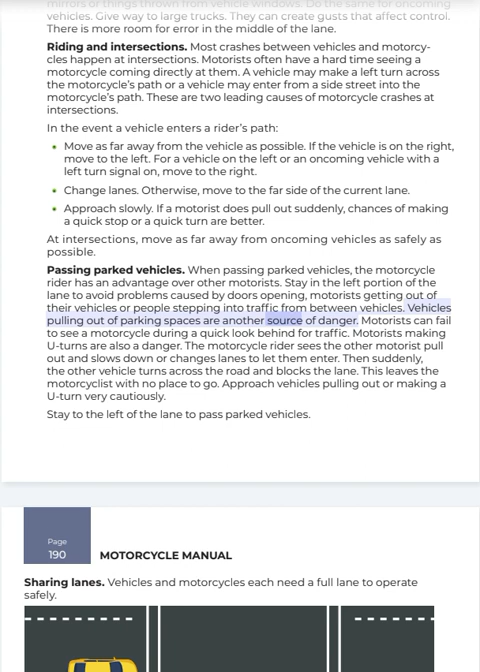 mirrors or things thrown from vehicle windows. Do the same for oncoming
vehicles. Give way to large trucks. They can create gusts that affect control.
There is more room for error in the middle of the lane.
Riding and intersections. Most crashes between vehicles and motorcy-
cles happen at intersections. Motorists often have a hard time seeing a
motorcycle coming directly at them. A vehicle may make a left turn across
the motorcycle's path or a vehicle may enter from a side street into the
motorcycle's path. These are two leading causes of motorcycle crashes at
intersections.
In the event a vehicle enters a rider's path:
• Move as far away from the vehicle as possible. If the vehicle is on the right,
move to the left. For a vehicle on the left or an oncoming vehicle with a
left turn signal on, move to the right.
• Change lanes. Otherwise, move to the far side of the current lane.
• Approach slowly. If a motorist does pull out suddenly, chances of making
a quick stop or a quick turn are better.
At intersections, move as far away from oncoming vehicles as safely as
possible.
Passing parked vehicles. When passing parked vehicles, the motorcycle
rider has an advantage over other motorists. Stay in the left portion of the
lane to avoid problems caused by doors opening, motorists getting out of
their vehicles or people stepping into traffic from between vehicles. Vehicles
pulling out of parking spaces are another source of danger. Motorists can fail
to see a motorcycle during a quick look behind for traffic. Motorists making
U-turns are also a danger. The motorcycle rider sees the other motorist pull
out and slows down or changes lanes to let them enter. Then suddenly,
the other vehicle turns across the road and blocks the lane. This leaves the
motorcyclist with no place to go. Approach vehicles pulling out or making a
U-turn very cautiously.
Stay to the left of the lane to pass parked vehicles.
Page
190
MOTORCYCLE MANUAL
Sharing lanes. Vehicles and motorcycles each need a full lane to operate
safely.